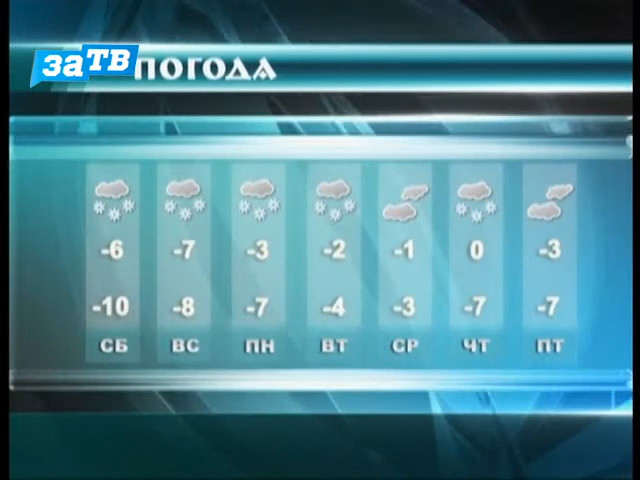 заТВ
ПОГОДА
-6 -7 -3 -2 -1 0 -3
-10 -8 -7 -4 -3 -7 -7
СБ ВС ПН ВТ СР ЧТ ПТ